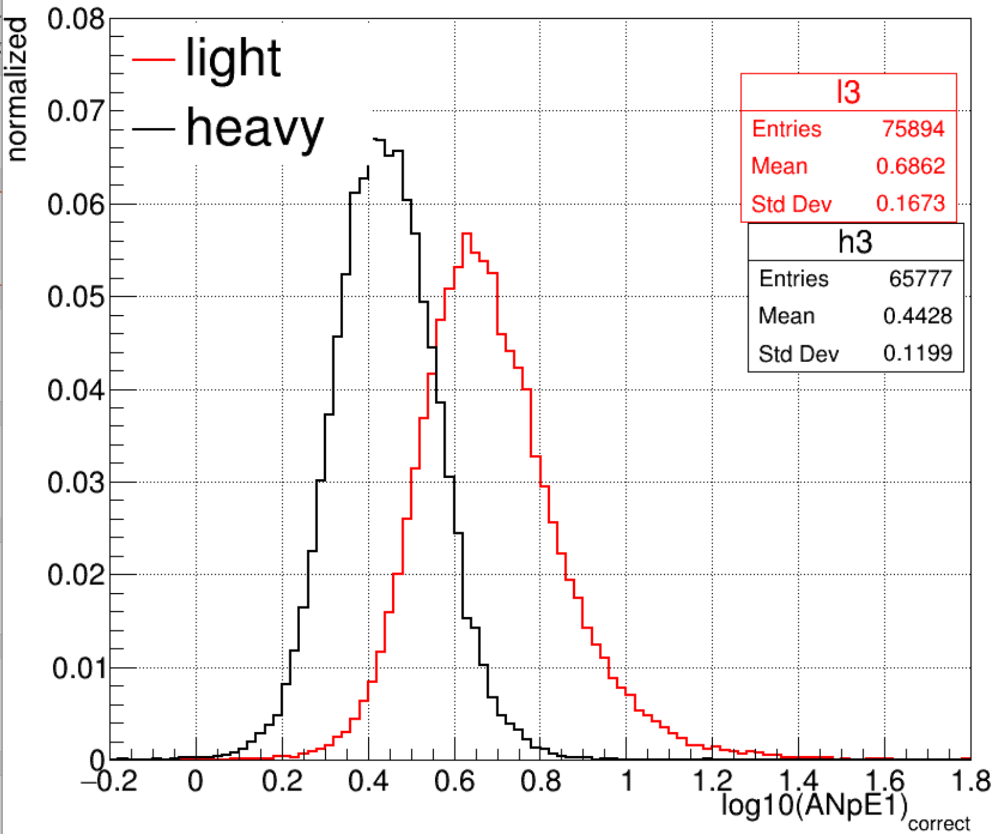 normalized
0.08
0.07
0.06
0.05
0.04
0.03
0.02
0.01
0
light
heavy
l3
Entries 75894
Mean 0.6862
Std Dev 0.1673
h3
Entries 65777
Mean 0.4428
Std Dev 0.1199
−0.2 0 0.2 0.4 0.6 0.8 1 1.2 1.4 1.6 1.8
log10(ANpE1)correct